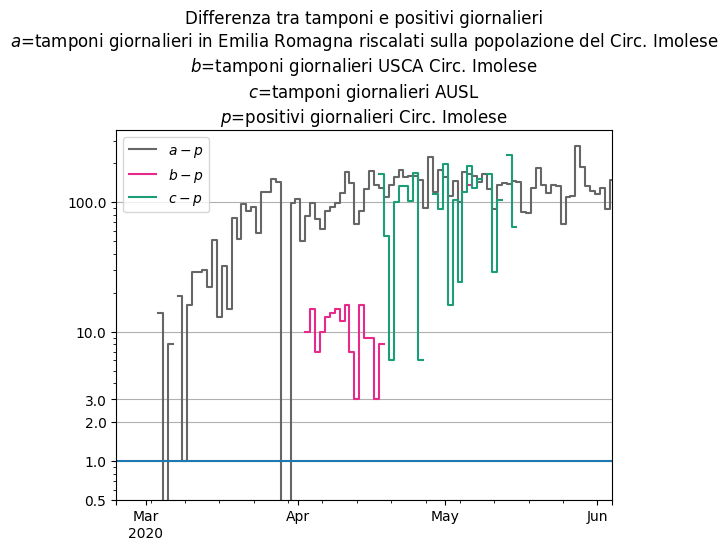 Differenza tra tamponi e positivi giornalieri
a=tamponi giornalieri in Emilia Romagna riscalati sulla popolazione del Circ. Imolese
b=tamponi giornalieri USCA Circ. Imolese
c=tamponi giornalieri AUSL
p=positivi giornalieri Circ. Imolese
a − p
b − p
c − p
100.0
10.0
3.0
2.0
1.0
0.5
Mar
2020
Apr
May
Jun